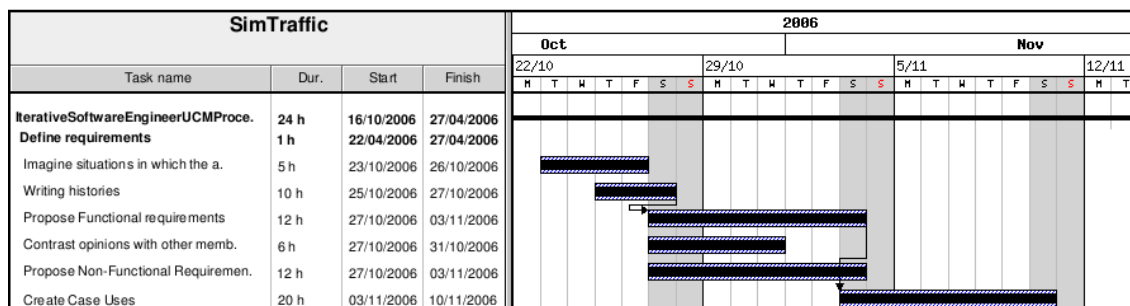 SimTraffic
2006
Oct Nov
22/10 29/10 5/11 12/11
Task name Dur. Start Finish
M T W T F S S M T W T F S S M T W T F S S M T
IterativeSoftwareEngineerUCMProce. 24 h 16/10/2006 27/04/2006
Define requirements 1 h 22/04/2006 27/04/2006
Imagine situations in which the a. 5 h 23/10/2006 26/10/2006
Writing histories 10 h 25/10/2006 27/10/2006
Propose Functional requirements 12 h 27/10/2006 03/11/2006
Contrast opinions with other memb. 6 h 27/10/2006 31/10/2006
Propose Non-Functional Requiremen. 12 h 27/10/2006 03/11/2006
Create Case Uses 20 h 03/11/2006 10/11/2006